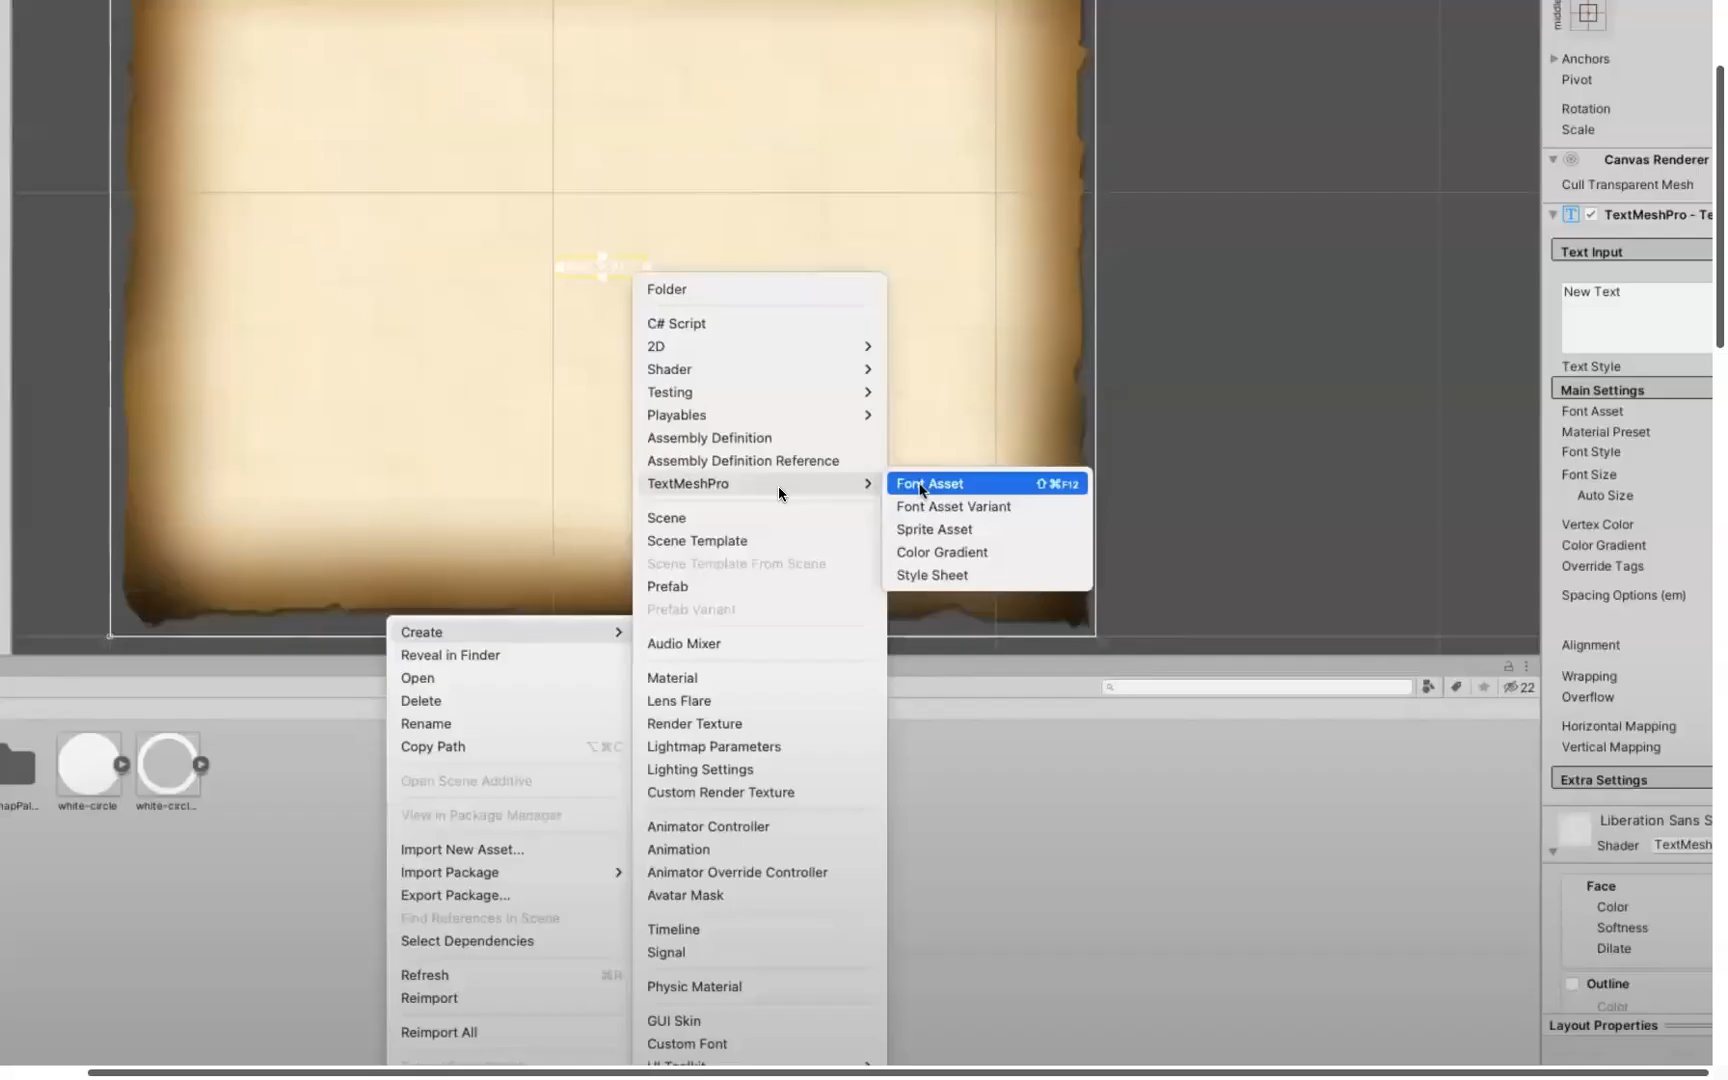 middle
Anchors
Pivot
Rotation
Scale
Canvas Renderer
Cull Transparent Mesh
TextMeshPro - Te
Text Input
New Text
Text Style
Main Settings
Font Asset
Material Preset
Font Style
Font Size
Auto Size
Vertex Color
Color Gradient
Override Tags
Spacing Options (em)
Alignment
Wrapping
Overflow
Horizontal Mapping
Vertical Mapping
Extra Settings
Liberation Sans S
Shader TextMesh
Face
Color
Softness
Dilate
Outline
Color
Layout Properties
Folder
C# Script
2D
Shader
Testing
Playables
Assembly Definition
Assembly Definition Reference
TextMeshPro
Scene
Scene Template
Scene Template From Scene
Prefab
Prefab Variant
Audio Mixer
Material
Lens Flare
Render Texture
Lightmap Parameters
Lighting Settings
Custom Render Texture
Animator Controller
Animation
Animator Override Controller
Avatar Mask
Timeline
Signal
Physic Material
GUI Skin
Custom Font
Font Asset ⇧⌘F12
Font Asset Variant
Sprite Asset
Color Gradient
Style Sheet
Create
Reveal in Finder
Open
Delete
Rename
Copy Path ⌥⌘C
Open Scene Additive
View in Package Manager
Import New Asset...
Import Package
Export Package...
Find References In Scene
Select Dependencies
Refresh ⌘R
Reimport
Reimport All
22
napPal...
white-circle
white-circl...